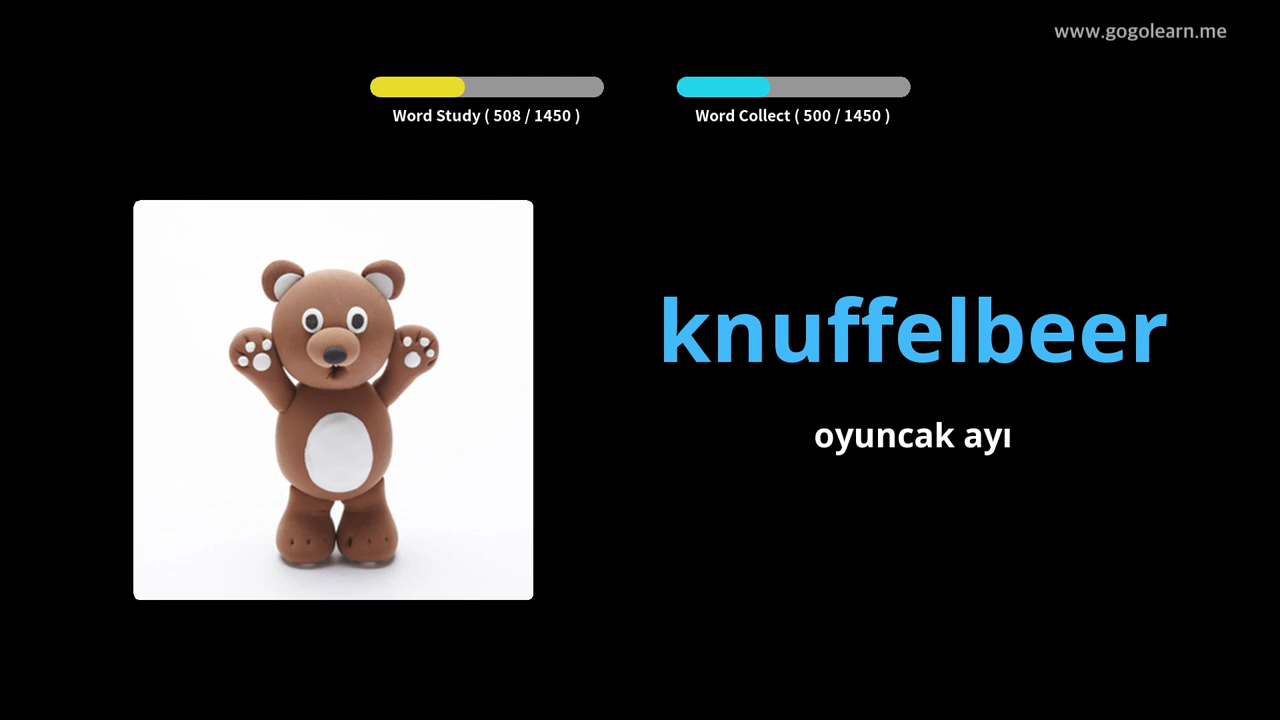 www.gogolearn.me
Word Study ( 508 / 1450 )
Word Collect ( 500 / 1450 )
knuffelbeer
oyuncak ayı